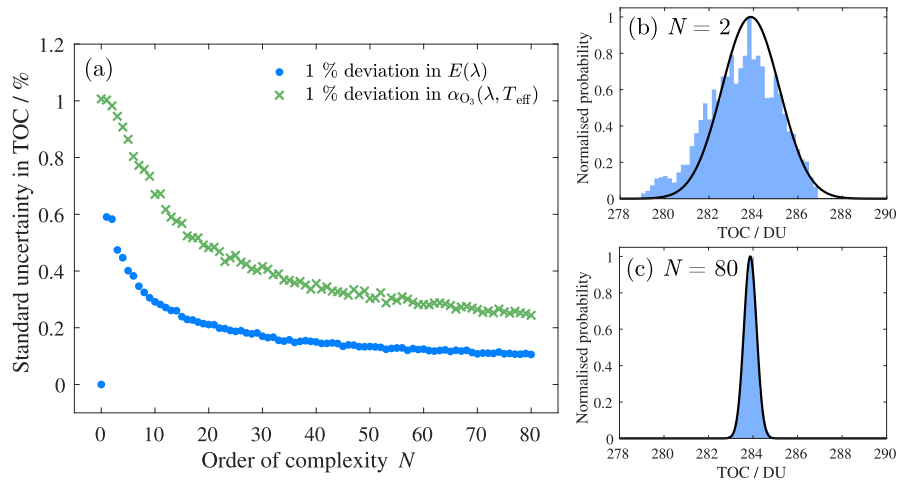 (a)
1 % deviation in E(λ)
1 % deviation in α_O₃(λ, T_eff)
Standard uncertainty in TOC / %
1.2
1
0.8
0.6
0.4
0.2
0
0 10 20 30 40 50 60 70 80
Order of complexity N
(b) N = 2
Normalised probability
1
0.8
0.6
0.4
0.2
0
278 280 282 284 286 288 290
TOC / DU
(c) N = 80
Normalised probability
1
0.8
0.6
0.4
0.2
0
278 280 282 284 286 288 290
TOC / DU